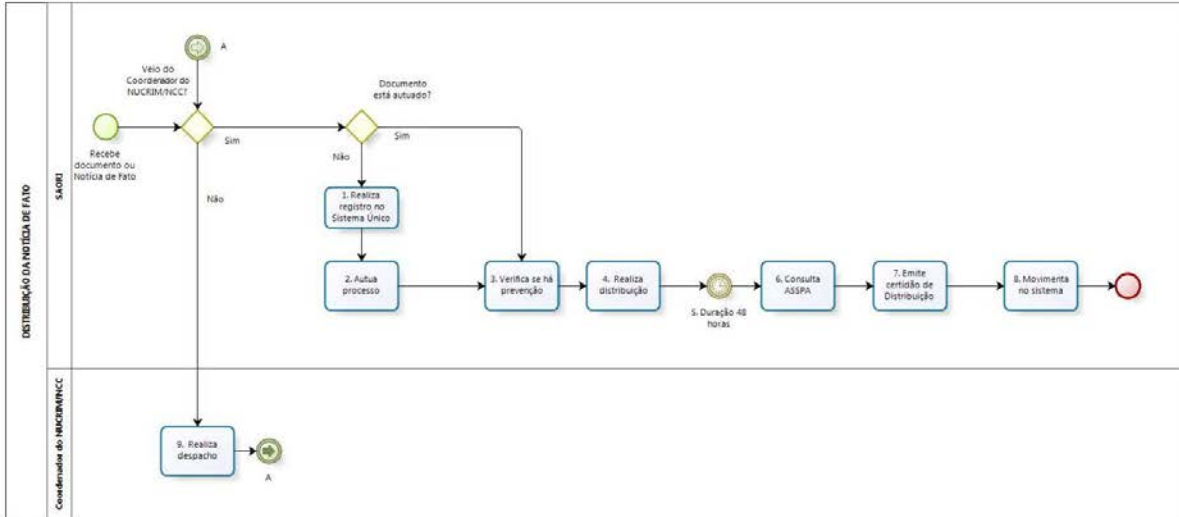 DISTRIBUIÇÃO DA NOTÍCIA DE FATO
SAORI
A
Veio do
Coordenador do
NUCRIM/NCC?
Recebe
documento ou
Notícia de Fato
Sim
Não
Documento
está autuado?
Sim
Não
1. Realiza
registro no
Sistema Único
2. Autua
processo
3. Verifica se há
prevenção
4. Realiza
distribuição
5. Duração 48
horas
6. Consulta
ASSPA
7. Emite
certidão de
Distribuição
8. Movimenta
no sistema
Coordenador do NUCRIM/NCC
9. Realiza
despacho
A